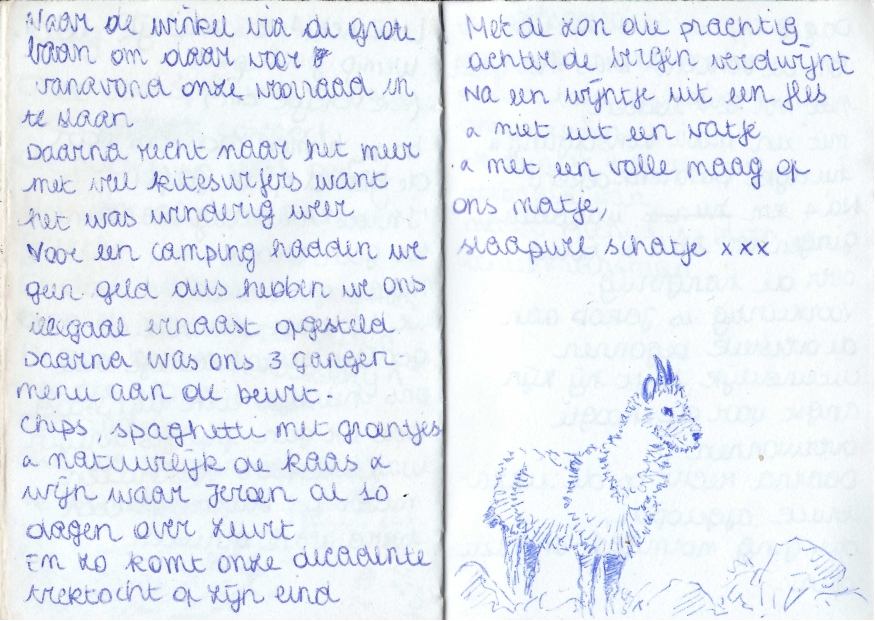 Naar de winkel via de grote
baan om daar voor
vanavond onze voorraad in
te slaan
Daarna recht naar het meer
met vele kitesurfers want
het was winderig weer
Voor een camping hadden we
geen geld dus hebben we ons
illegaal ernaast opgesteld.
Daarna was ons 3 gangen-
menu aan de beurt.
Chips, spaghetti met groentjes
& natuurlijk de kaas &
wijn waar Jeroen al 10
dagen over zeurt
En zo komt onze decadente
trektocht op zijn eind
Met de zon die prachtig
achter de bergen verdwijnt
Na een wijntje uit een fles
& niet uit een vatje
& met een volle maag op
ons matje
slaapwel schatje xxx